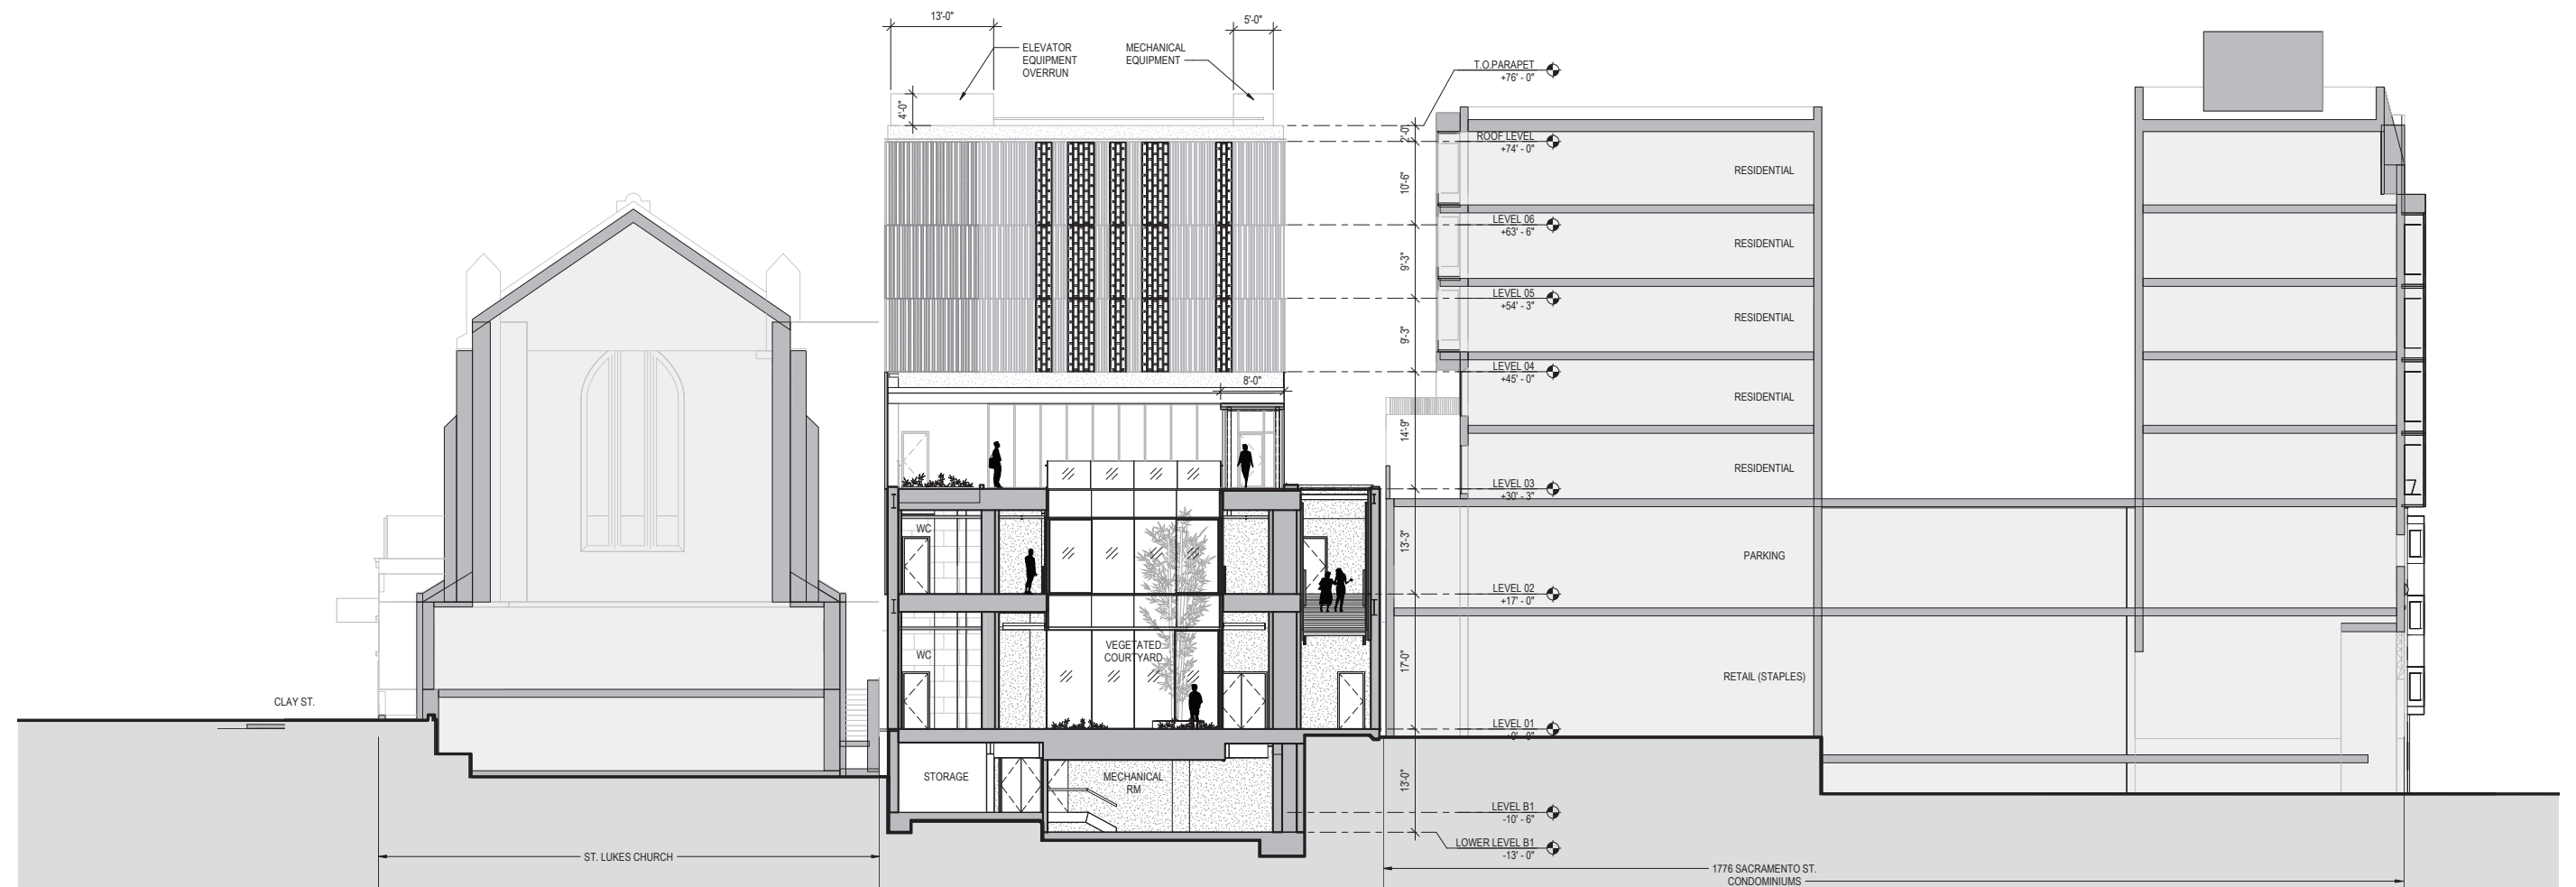 13'-0"
5'-0"
ELEVATOR
EQUIPMENT
OVERRUN
MECHANICAL
EQUIPMENT
4'-0"
T.O.PARAPET
+76' - 0"
2'-0"
ROOF LEVEL
+74' - 0"
10'-6"
RESIDENTIAL
LEVEL 06
+63' - 6"
9'-3"
RESIDENTIAL
LEVEL 05
+54' - 3"
9'-3"
RESIDENTIAL
LEVEL 04
+45' - 0"
8'-0"
14'-9"
RESIDENTIAL
RESIDENTIAL
LEVEL 03
+30' - 3"
WC
13'-3"
PARKING
LEVEL 02
+17' - 0"
WC
VEGETATED
COURTYARD
17'-0"
RETAIL (STAPLES)
CLAY ST.
LEVEL 01
STORAGE
MECHANICAL
RM
13'-0"
LEVEL B1
-10' - 6"
LOWER LEVEL B1
-13' - 0"
ST. LUKES CHURCH
1776 SACRAMENTO ST.
CONDOMINIUMS